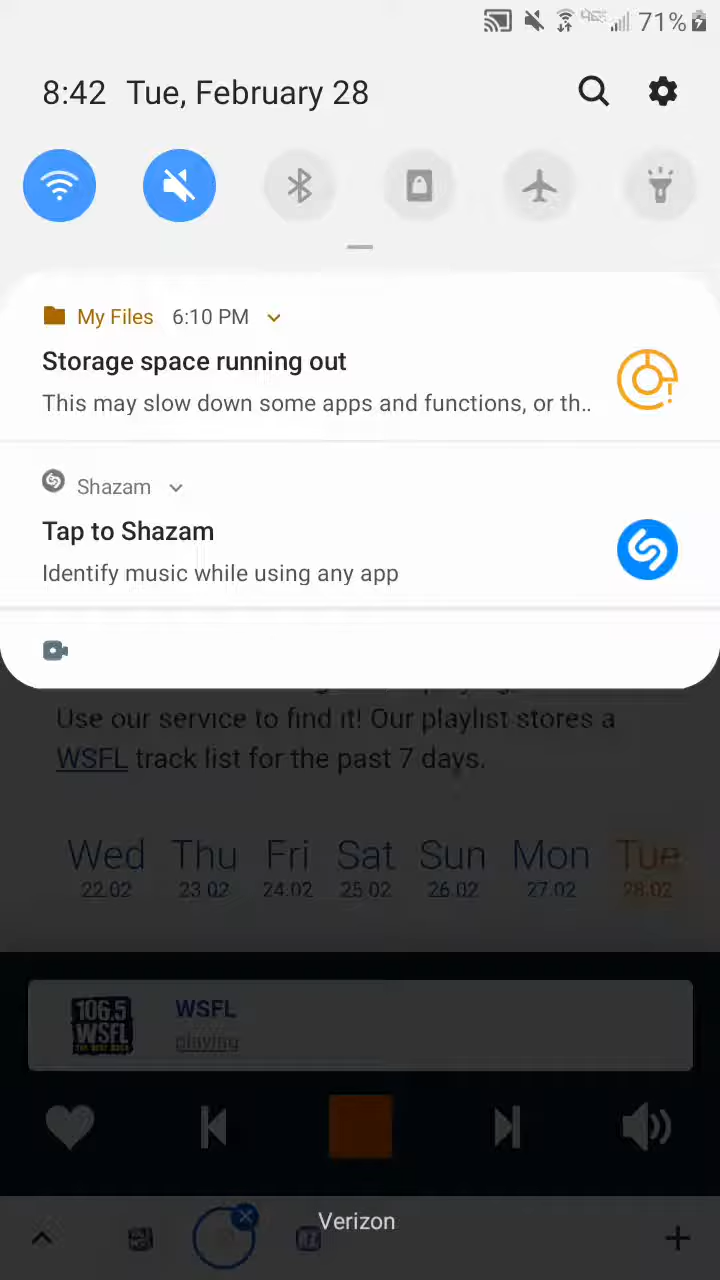 71%
8:42 Tue, February 28
My Files 6:10 PM
Storage space running out
This may slow down some apps and functions, or th..
Shazam
Tap to Shazam
Identify music while using any app
Use our service to find it! Our playlist stores a
WSFL track list for the past 7 days.
Wed Thu Fri Sat Sun Mon Tue
22.02 23.02 24.02 25.02 26.02 27.02 28.02
106.5
WSFL
WSFL
playing
Verizon